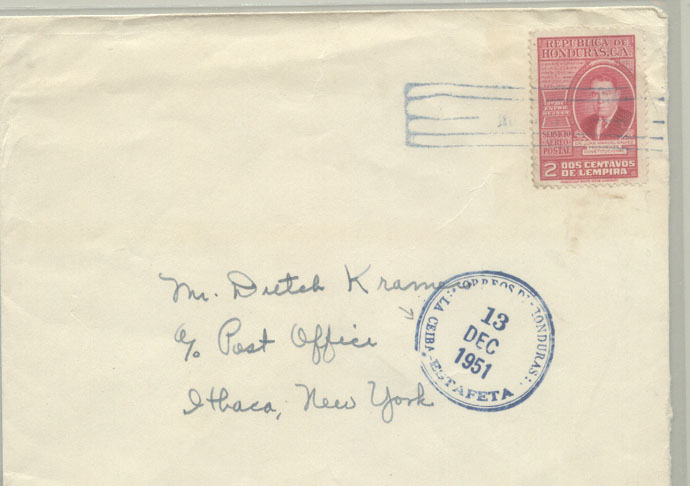 REPUBLICA DE
HONDURAS, C.A.
SERVICIO
AEREO
POSTAL
2 DOS CENTAVOS
DE LEMPIRA
Mr. Dutch Kramer
c/o Post Office
Ithaca, New York
CORREOS DE HONDURAS
LA CEIBA
13
DEC
1951
ESTAFETA